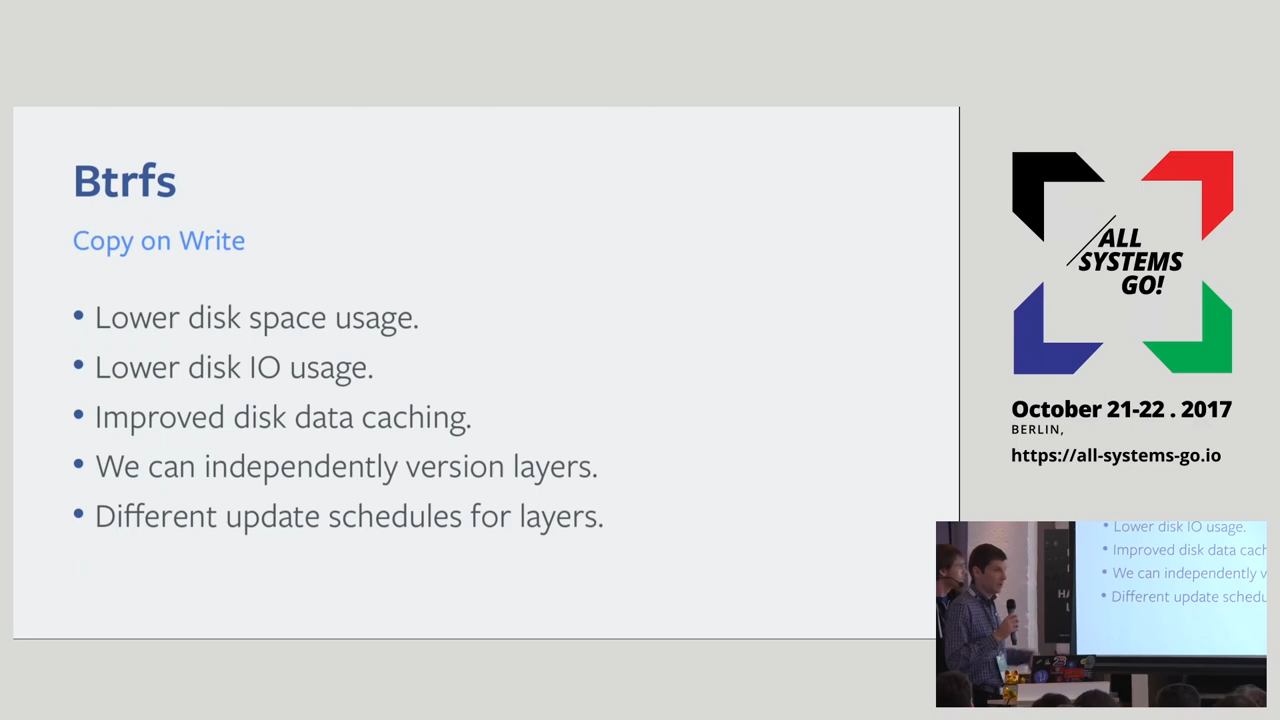 Btrfs
Copy on Write
• Lower disk space usage.
• Lower disk IO usage.
• Improved disk data caching.
• We can independently version layers.
• Different update schedules for layers.
ALL
SYSTEMS
GO!
October 21-22 . 2017
BERLIN,
https://all-systems-go.io
• Lower disk IO usage.
• Improved disk data cach
• We can independently v
• Different update schedu